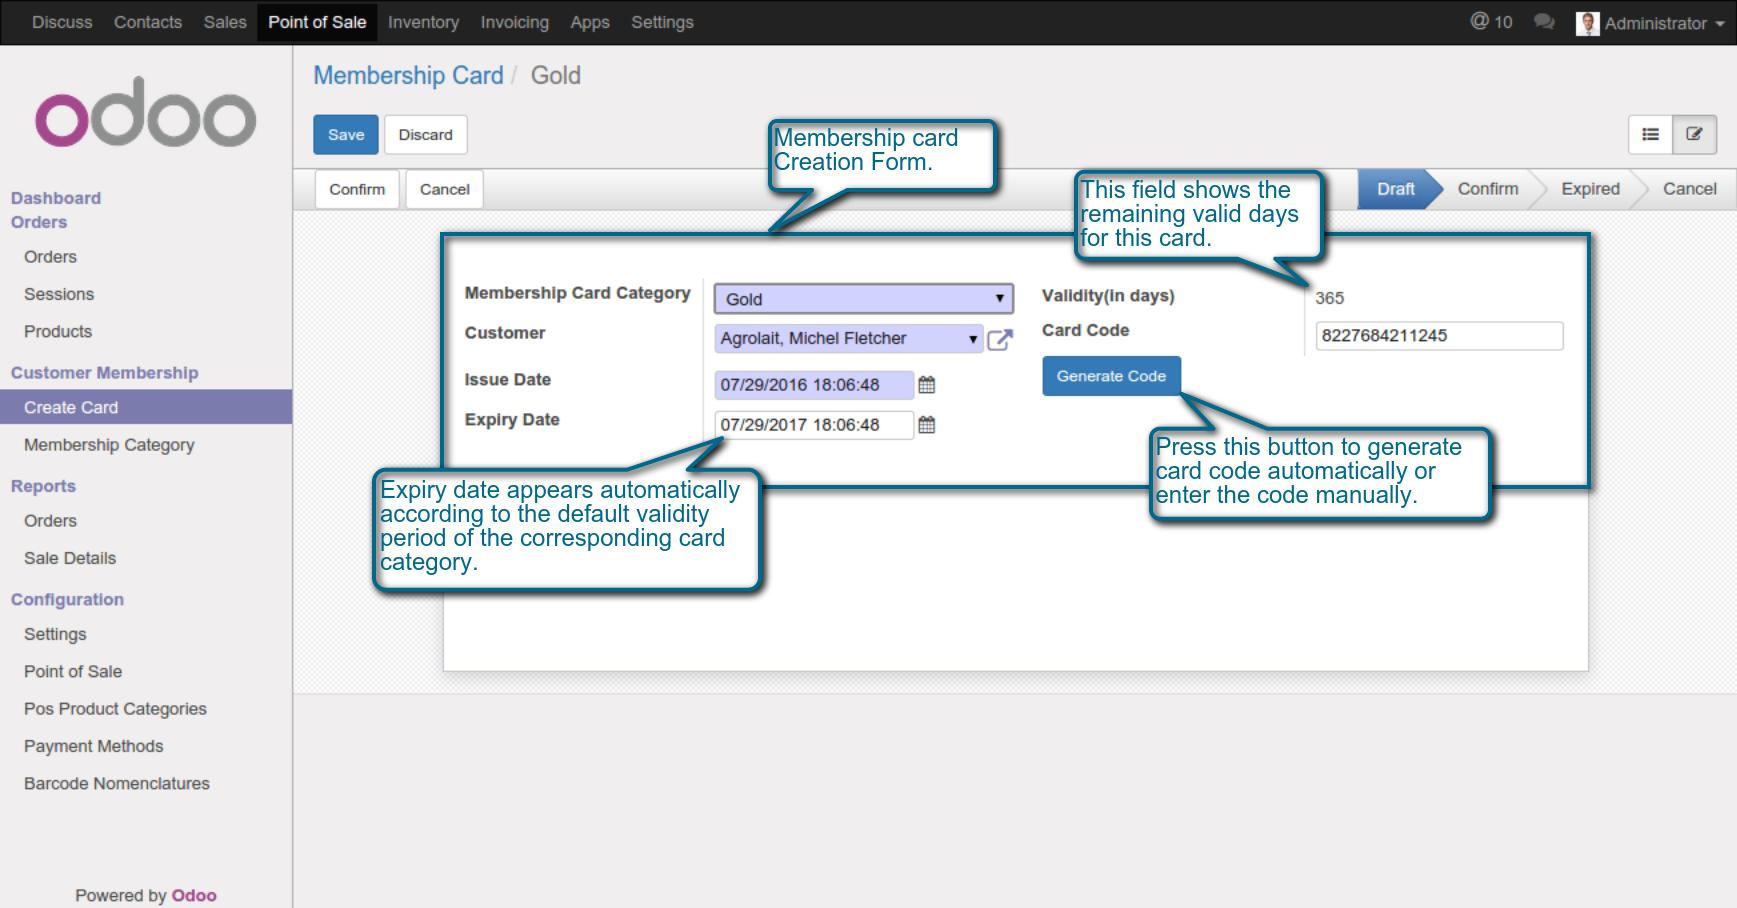 Discuss Contacts Sales Point of Sale Inventory Invoicing Apps Settings @ 10 Administrator
odoo
Membership Card / Gold
Save Discard
Confirm Cancel
Draft Confirm Expired Cancel
Dashboard
Orders
Orders
Sessions
Products
Customer Membership
Create Card
Membership Category
Reports
Orders
Sale Details
Configuration
Settings
Point of Sale
Pos Product Categories
Payment Methods
Barcode Nomenclatures
Powered by Odoo
Membership card
Creation Form.
This field shows the
remaining valid days
for this card.
Membership Card Category Gold
Customer Agrolait, Michel Fletcher
Issue Date 07/29/2016 18:06:48
Expiry Date 07/29/2017 18:06:48
Validity(in days) 365
Card Code 8227684211245
Generate Code
Expiry date appears automatically
according to the default validity
period of the corresponding card
category.
Press this button to generate
card code automatically or
enter the code manually.